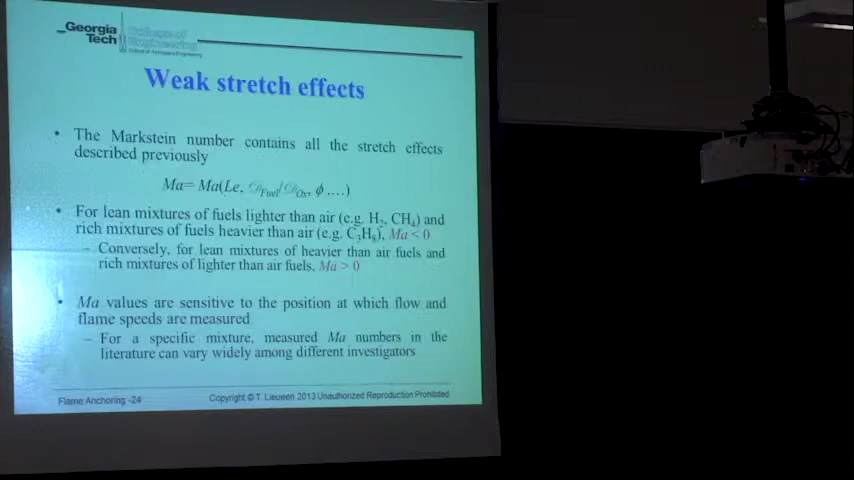 Georgia
Tech
College of
Engineering
School of Aerospace Engineering
Weak stretch effects
• The Markstein number contains all the stretch effects
described previously
Ma= Ma(Le, 𝒟Fuel/𝒟Ox, ϕ ....)
• For lean mixtures of fuels lighter than air (e.g. H2, CH4) and
rich mixtures of fuels heavier than air (e.g. C3H8), Ma < 0
– Conversely, for lean mixtures of heavier than air fuels and
rich mixtures of lighter than air fuels, Ma > 0
• Ma values are sensitive to the position at which flow and
flame speeds are measured
– For a specific mixture, measured Ma numbers in the
literature can vary widely among different investigators
Flame Anchoring -24
Copyright © T. Lieuwen 2013 Unauthorized Reproduction Prohibited